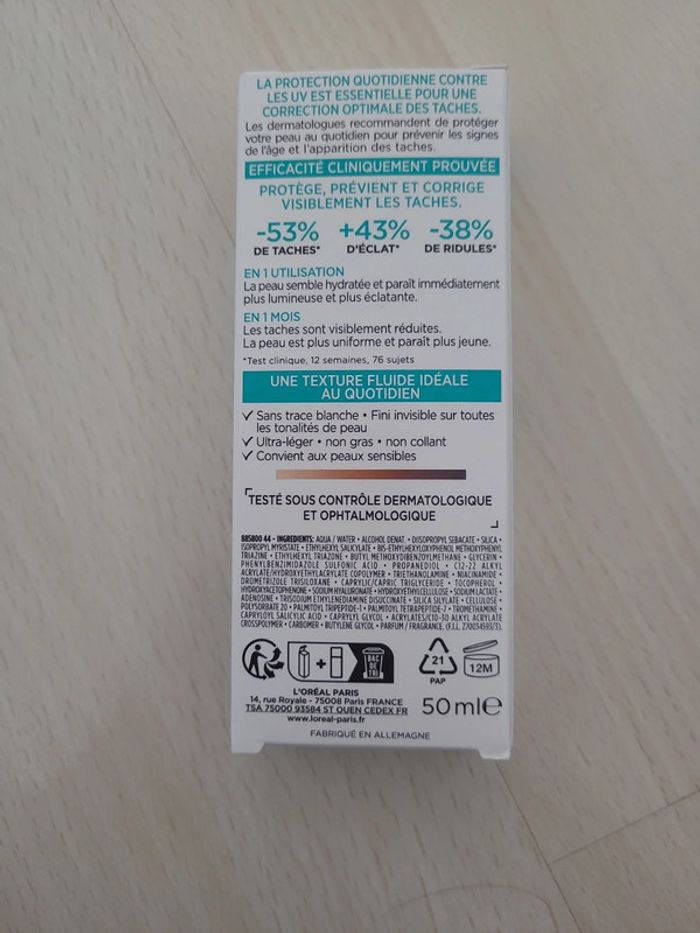 LA PROTECTION QUOTIDIENNE CONTRE
LES UV EST ESSENTIELLE POUR UNE
CORRECTION OPTIMALE DES TACHES.
Les dermatologues recommandent de protéger
votre peau au quotidien pour prévenir les signes
de l'âge et l'apparition des taches.
EFFICACITÉ CLINIQUEMENT PROUVÉE
PROTÈGE, PRÉVIENT ET CORRIGE
VISIBLEMENT LES TACHES.
-53% +43% -38%
DE TACHES* D'ÉCLAT* DE RIDULES*
EN 1 UTILISATION
La peau semble hydratée et paraît immédiatement
plus lumineuse et plus éclatante.
EN 1 MOIS
Les taches sont visiblement réduites.
La peau est plus uniforme et paraît plus jeune.
*Test clinique, 12 semaines, 76 sujets
UNE TEXTURE FLUIDE IDÉALE
AU QUOTIDIEN
✓ Sans trace blanche • Fini invisible sur toutes
les tonalités de peau
✓ Ultra-léger • non gras • non collant
✓ Convient aux peaux sensibles
TESTÉ SOUS CONTRÔLE DERMATOLOGIQUE
ET OPHTALMOLOGIQUE
885800 44 - INGREDIENTS: AQUA / WATER • ALCOHOL DENAT. • DIISOPROPYL SEBACATE • SILICA •
ISOPROPYL MYRISTATE • ETHYLHEXYL SALICYLATE • BIS-ETHYLHEXYLOXYPHENOL METHOXYPHENYL
TRIAZINE • ETHYLHEXYL TRIAZONE • BUTYL METHOXYDIBENZOYLMETHANE • GLYCERIN •
PHENYLBENZIMIDAZOLE SULFONIC ACID • PROPANEDIOL • C12-22 ALKYL
ACRYLATE/HYDROXYETHYLACRYLATE COPOLYMER • TRIETHANOLAMINE • NIACINAMIDE •
DROMETRIZOLE TRISILOXANE • CAPRYLIC/CAPRIC TRIGLYCERIDE • TOCOPHEROL •
HYDROXYACETOPHENONE • SODIUM HYALURONATE • HYDROXYETHYLCELLULOSE • SODIUM LACTATE •
ADENOSINE • TRISODIUM ETHYLENEDIAMINE DISUCCINATE • SILICA SILYLATE • CELLULOSE •
POLYSORBATE 20 • PALMITOYL TRIPEPTIDE-1 • PALMITOYL TETRAPEPTIDE-7 • TROMETHAMINE •
CAPRYLOYL SALICYLIC ACID • CAPRYLYL GLYCOL • ACRYLATES/C10-30 ALKYL ACRYLATE
CROSSPOLYMER • CARBOMER • BUTYLENE GLYCOL • PARFUM / FRAGRANCE. (F.I.L. Z70034593/3).
+
BAC
DE
TRI
21
PAP
12M
L'ORÉAL PARIS
14, rue Royale - 75008 Paris FRANCE
TSA 75000 93584 ST OUEN CEDEX FR
www.loreal-paris.fr
50 ml e
FABRIQUÉ EN ALLEMAGNE